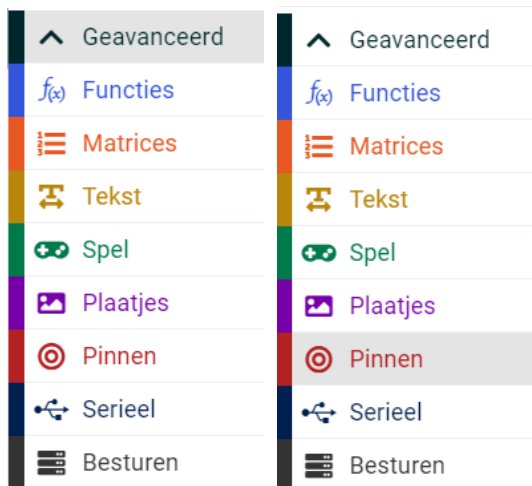 Geavanceerd
f(x) Functies
Matrices
Tekst
Spel
Plaatjes
Pinnen
Serieel
Besturen
Geavanceerd
f(x) Functies
Matrices
Tekst
Spel
Plaatjes
Pinnen
Serieel
Besturen